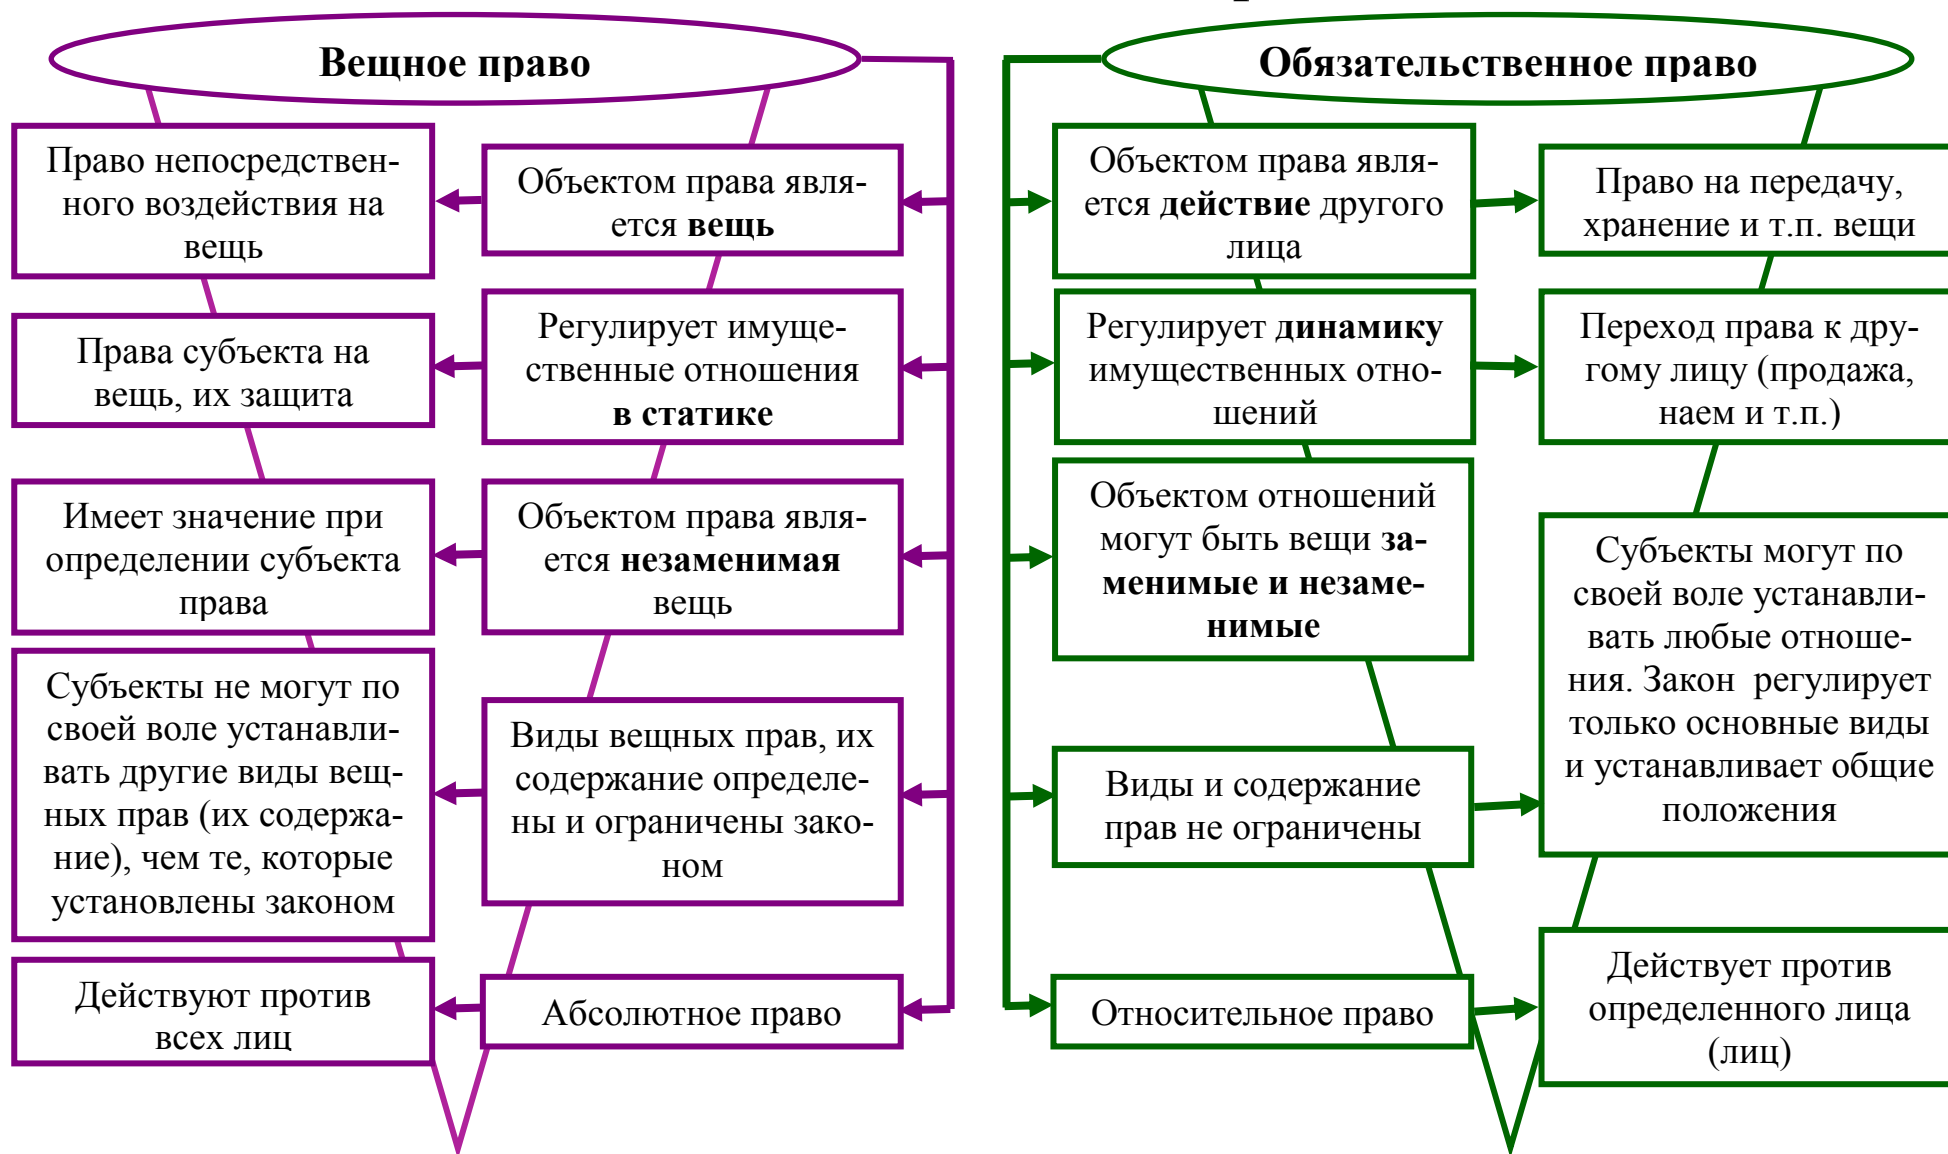 Вещное право
Право непосредствен-
ного воздействия на
вещь
Объектом права явля-
ется вещь
Права субъекта на
вещь, их защита
Регулирует имуще-
ственные отношения
в статике
Имеет значение при
определении субъекта
права
Объектом права явля-
ется незаменимая
вещь
Субъекты не могут по
своей воле устанавли-
вать другие виды вещ-
ных прав (их содержа-
ние), чем те, которые
установлены законом
Виды вещных прав, их
содержание определе-
ны и ограничены зако-
ном
Действуют против
всех лиц
Абсолютное право
Обязательственное право
Объектом права явля-
ется действие другого
лица
Право на передачу,
хранение и т.п. вещи
Регулирует динамику
имущественных отно-
шений
Переход права к дру-
гому лицу (продажа,
наем и т.п.)
Объектом отношений
могут быть вещи за-
менимые и незаме-
нимые
Виды и содержание
прав не ограничены
Субъекты могут по
своей воле устанавли-
вать любые отноше-
ния. Закон  регулирует
только основные виды
и устанавливает общие
положения
Относительное право
Действует против
определенного лица
(лиц)